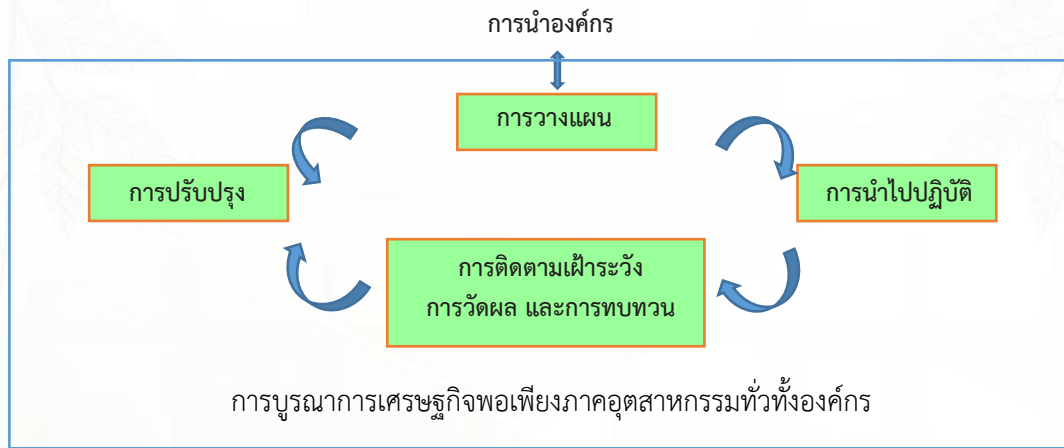 การนำองค์กร
การวางแผน
การปรับปรุง
การนำไปปฏิบัติ
การติดตามเฝ้าระวัง
การวัดผล และการทบทวน
การบูรณาการเศรษฐกิจพอเพียงภาคอุตสาหกรรมทั่วทั้งองค์กร